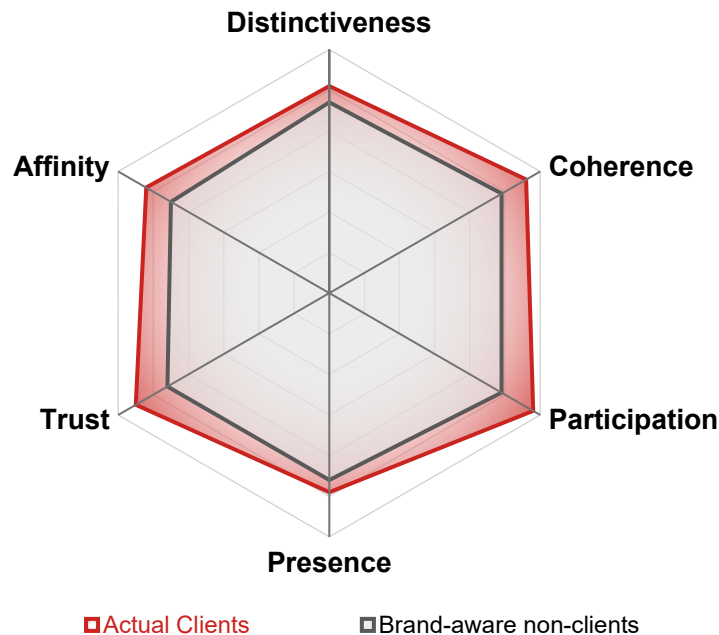 Distinctiveness
Affinity
Coherence
Trust
Participation
Presence
Actual Clients
Brand-aware non-clients